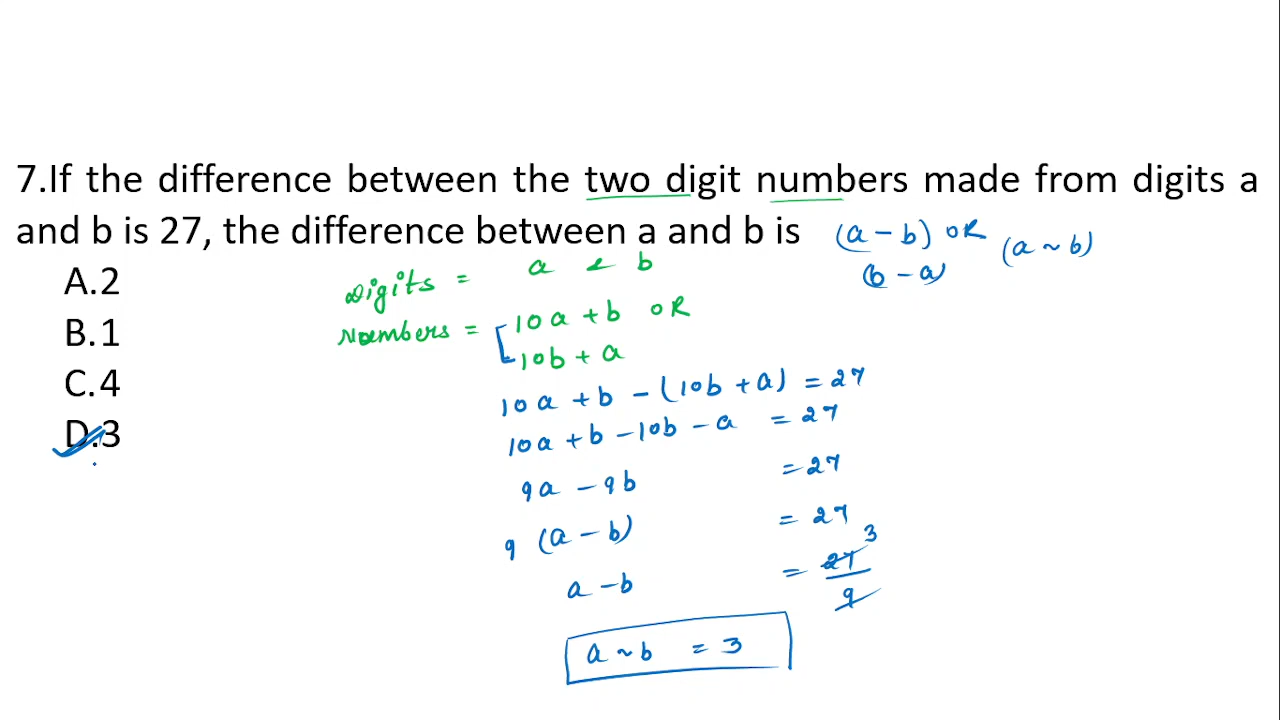 7.If the difference between the two digit numbers made from digits a
and b is 27, the difference between a and b is
(a - b) OR (a ~ b)
(b - a)
A.2
B.1
C.4
D.3
Digits = a & b
Numbers = 10a + b OR
10b + a
10a + b - (10b + a) = 27
10a + b - 10b - a = 27
9a - 9b = 27
9 (a - b) = 27
a - b = 27/9 3
a ~ b = 3